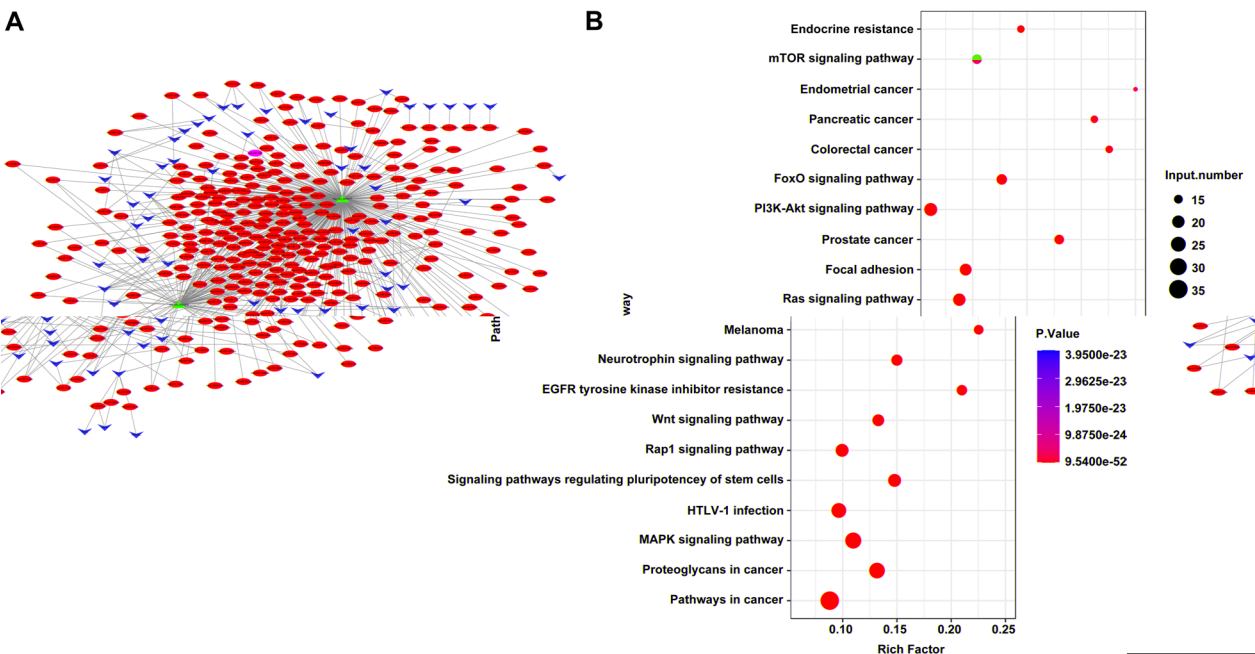 A
B
Endocrine resistance
mTOR signaling pathway
Endometrial cancer
Pancreatic cancer
Colorectal cancer
FoxO signaling pathway
PI3K-Akt signaling pathway
Prostate cancer
Focal adhesion
Ras signaling pathway
Melanoma
Neurotrophin signaling pathway
EGFR tyrosine kinase inhibitor resistance
Wnt signaling pathway
Rap1 signaling pathway
Signaling pathways regulating pluripotencey of stem cells
HTLV-1 infection
MAPK signaling pathway
Proteoglycans in cancer
Pathways in cancer
way
Path
0.10 0.15 0.20 0.25
Rich Factor
Input.number
15
20
25
30
35
P.Value
3.9500e-23
2.9625e-23
1.9750e-23
9.8750e-24
9.5400e-52